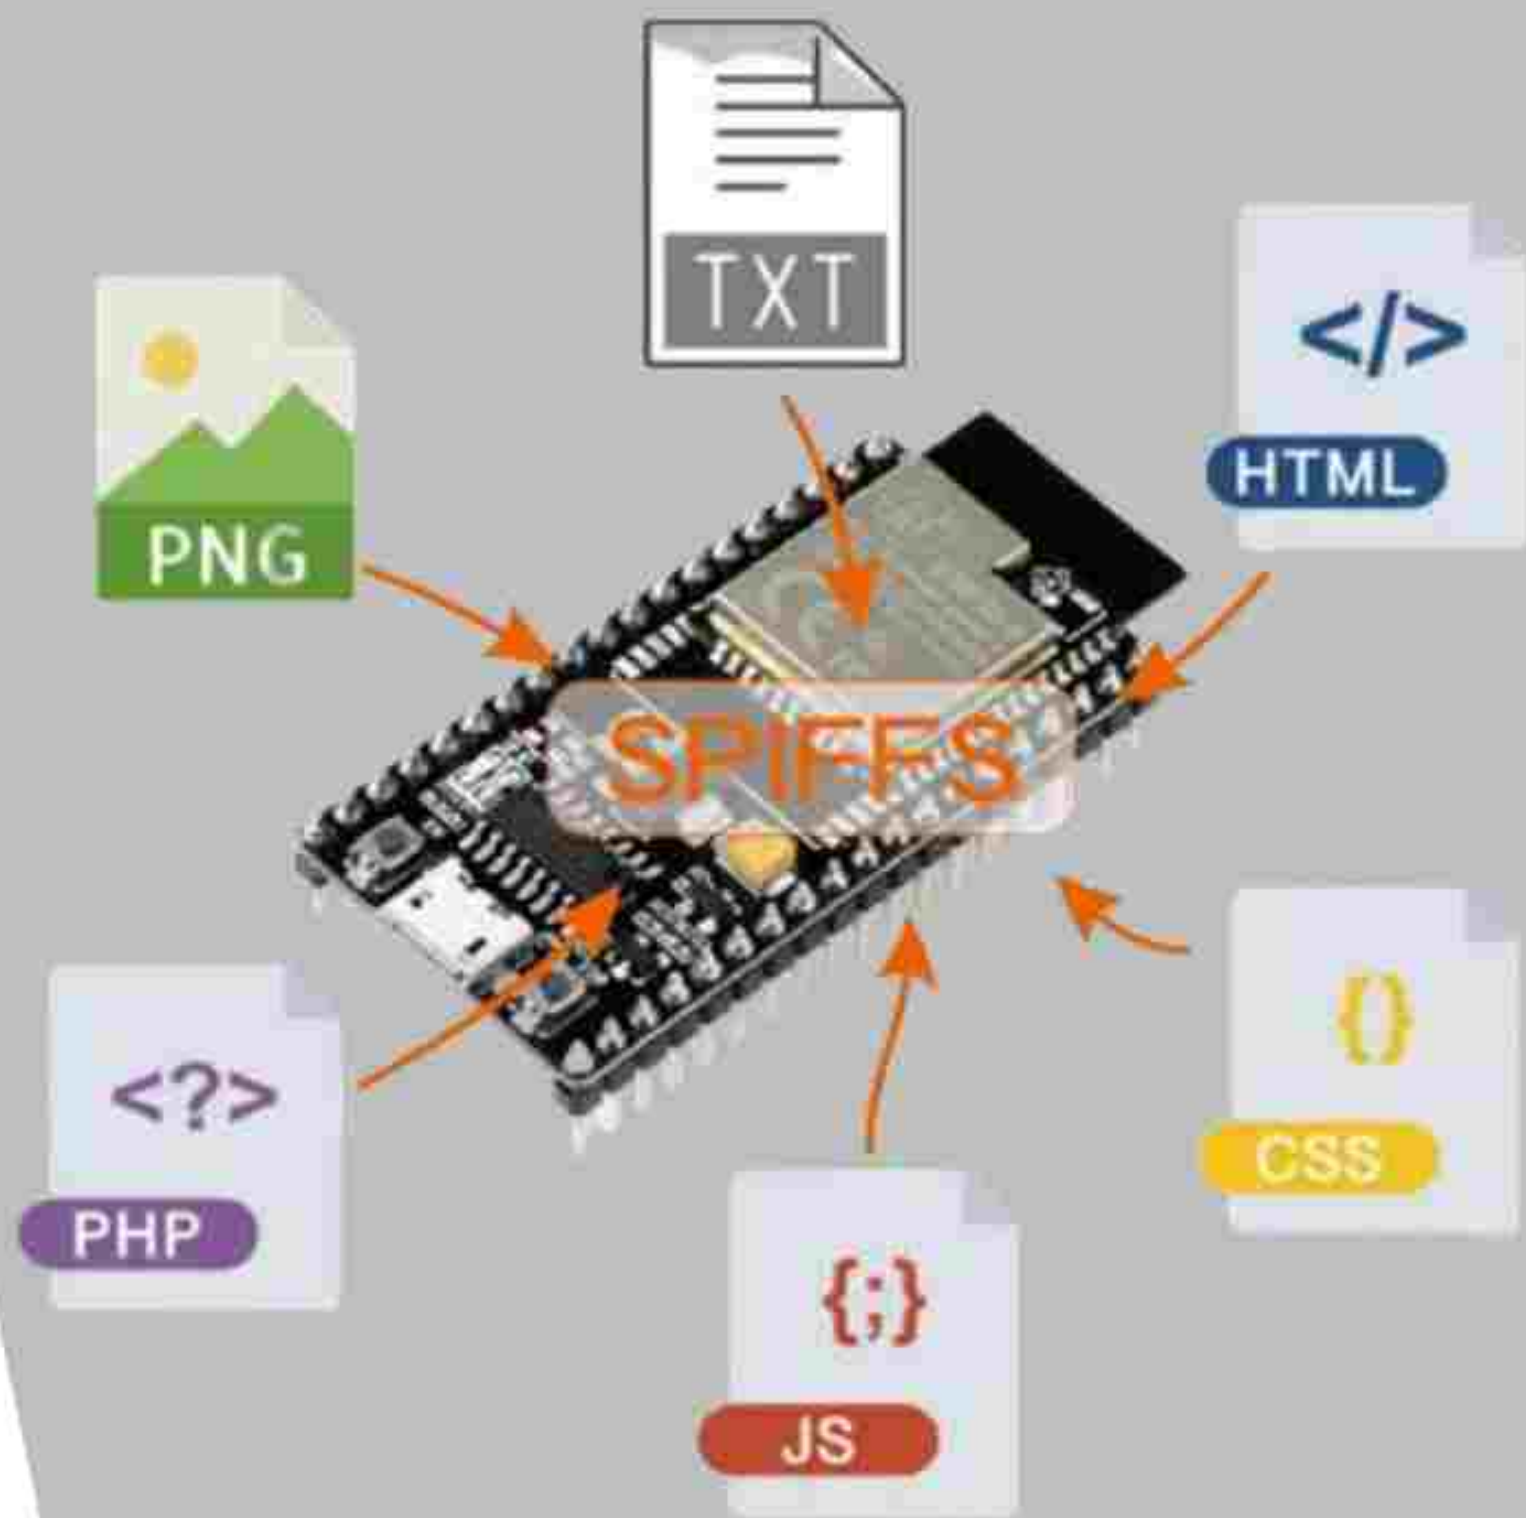 TXT
</>
HTML
PNG
SPIFFS
{}
CSS
<?>
PHP
{;}
JS